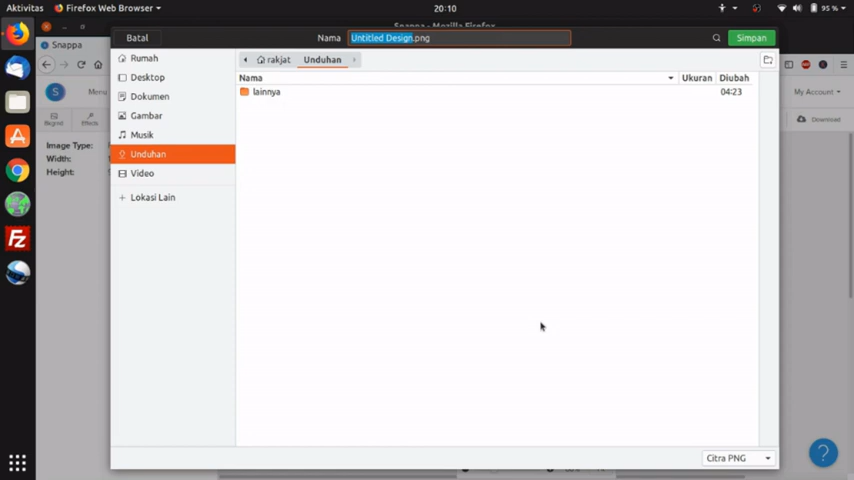 Aktivitas Firefox Web Browser 20:10 95 %
Snappa - Mozilla Firefox
Batal Nama Untitled Design.png Simpan
Snappa
Rumah rakjat Unduhan
Desktop Nama Ukuran Diubah
Dokumen lainnya 04:23
S Menu My Account
Gambar
Effects Download
Musik
Image Type:
Unduhan
Width:
Video
Height:
Lokasi Lain
Citra PNG
?